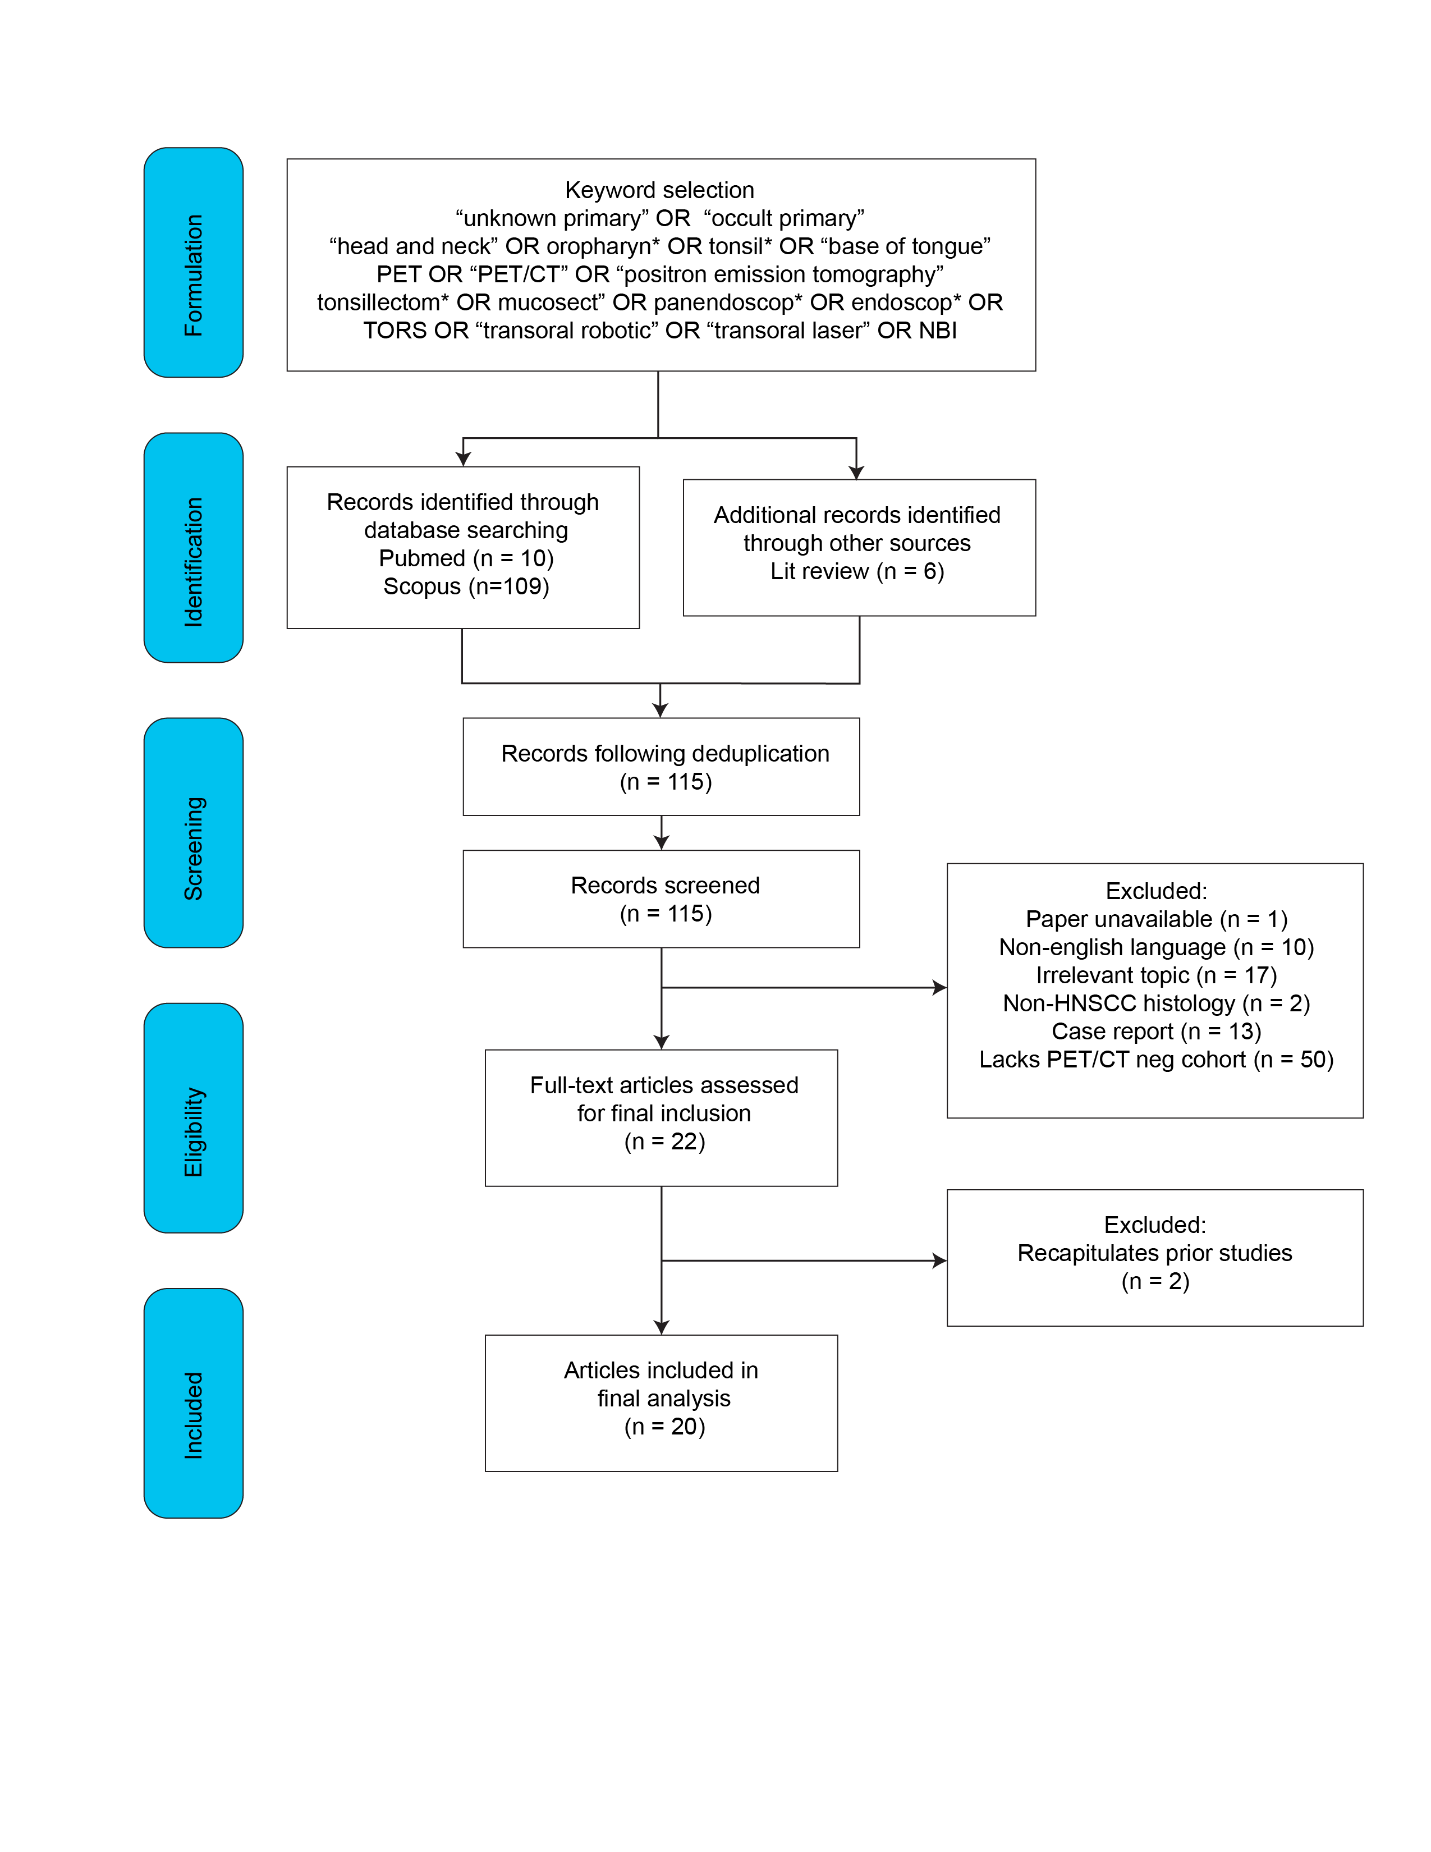 Formulation
Keyword selection
“unknown primary” OR “occult primary”
“head and neck” OR oropharyn* OR tonsil* OR “base of tongue”
PET OR “PET/CT” OR “positron emission tomography”
tonsillectom* OR mucosect” OR panendoscop* OR endoscop* OR
TORS OR “transoral robotic” OR “transoral laser” OR NBI
Identification
Records identified through
database searching
Pubmed (n = 10)
Scopus (n=109)
Additional records identified
through other sources
Lit review (n = 6)
Screening
Records following deduplication
(n = 115)
Records screened
(n = 115)
Excluded:
Paper unavailable (n = 1)
Non-english language (n = 10)
Irrelevant topic (n = 17)
Non-HNSCC histology (n = 2)
Case report (n = 13)
Lacks PET/CT neg cohort (n = 50)
Eligibility
Full-text articles assessed
for final inclusion
(n = 22)
Excluded:
Recapitulates prior studies
(n = 2)
Included
Articles included in
final analysis
(n = 20)